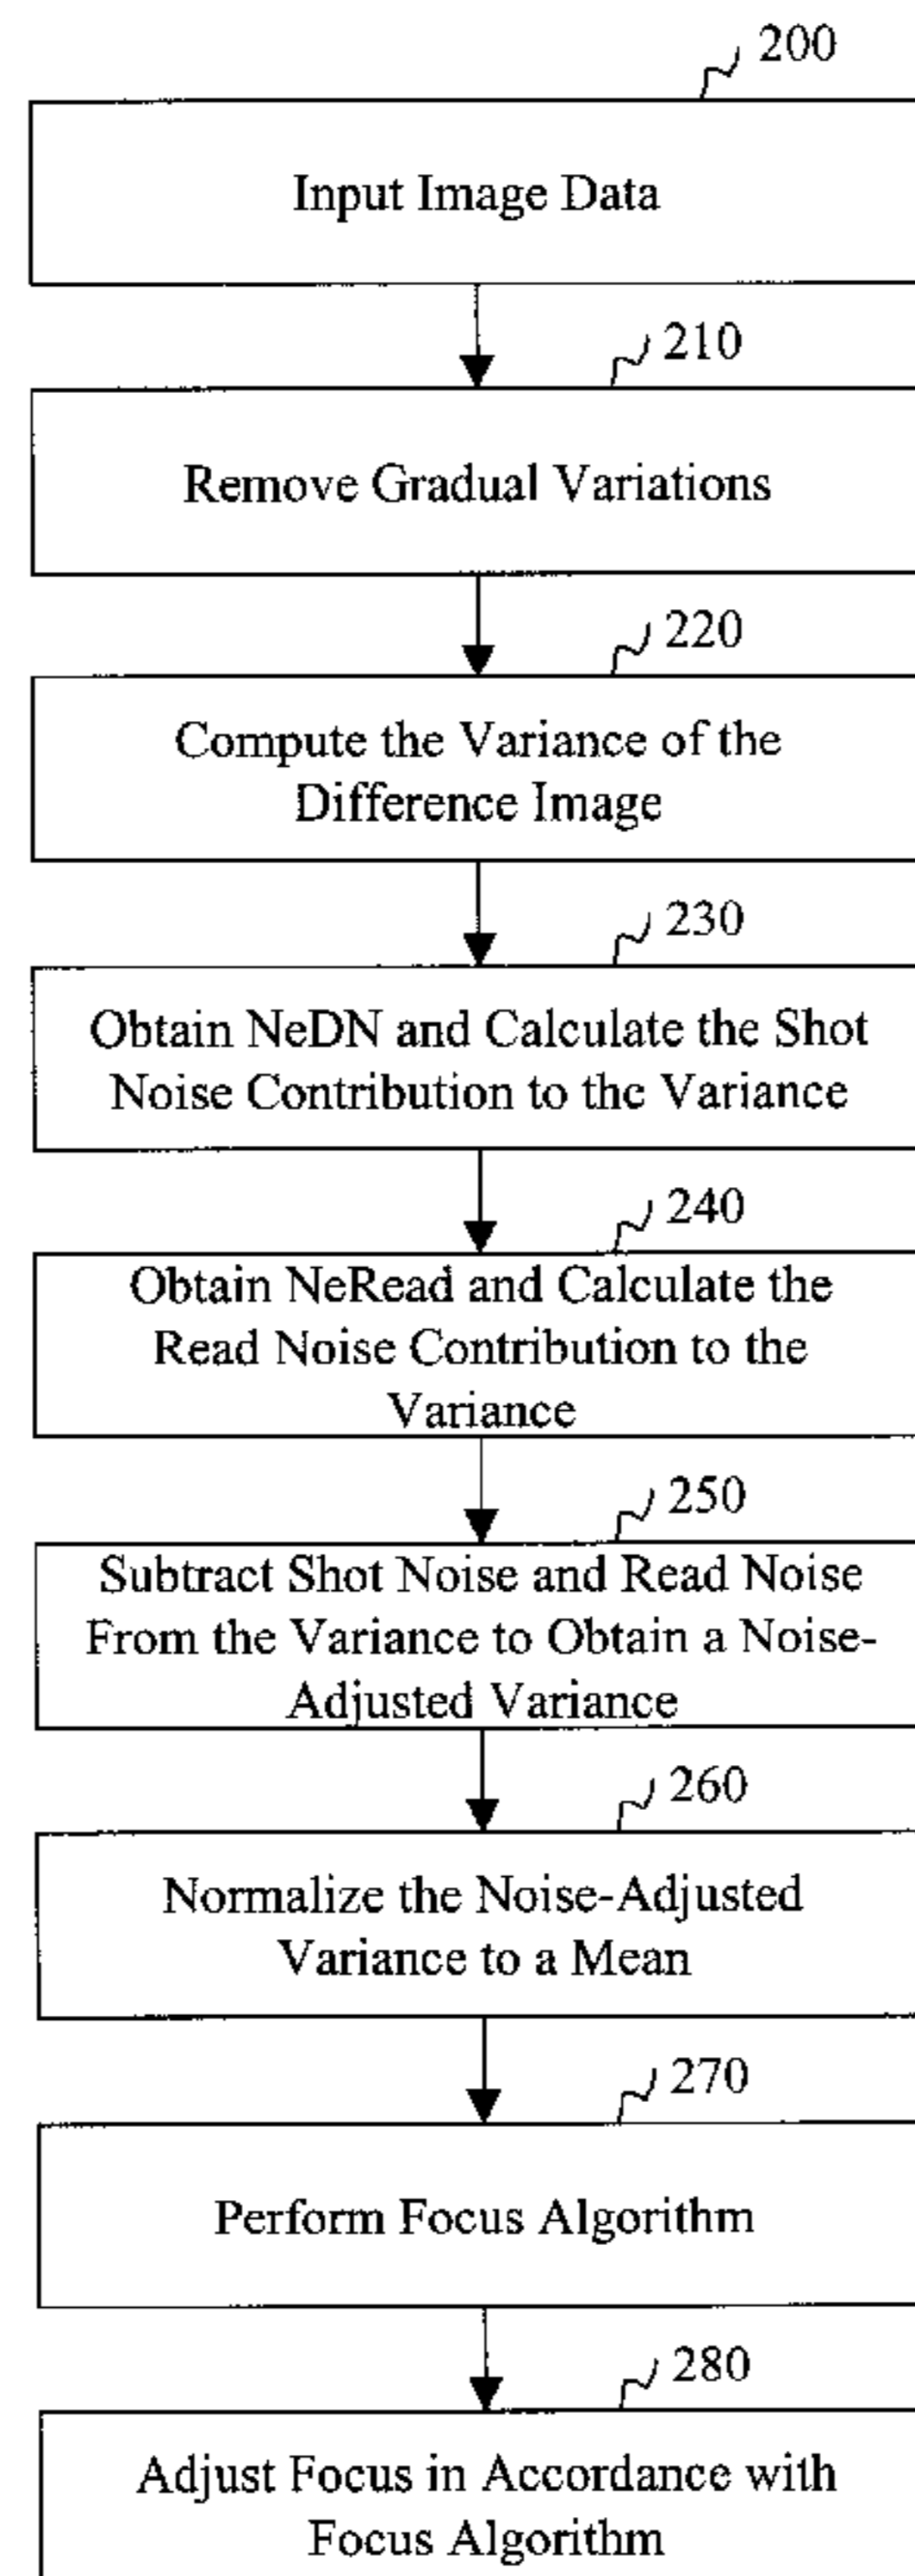 200
Input Image Data
210
Remove Gradual Variations
220
Compute the Variance of the
Difference Image
230
Obtain NeDN and Calculate the Shot
Noise Contribution to the Variance
240
Obtain NeRead and Calculate the
Read Noise Contribution to the
Variance
250
Subtract Shot Noise and Read Noise
From the Variance to Obtain a Noise-
Adjusted Variance
260
Normalize the Noise-Adjusted
Variance to a Mean
270
Perform Focus Algorithm
280
Adjust Focus in Accordance with
Focus Algorithm